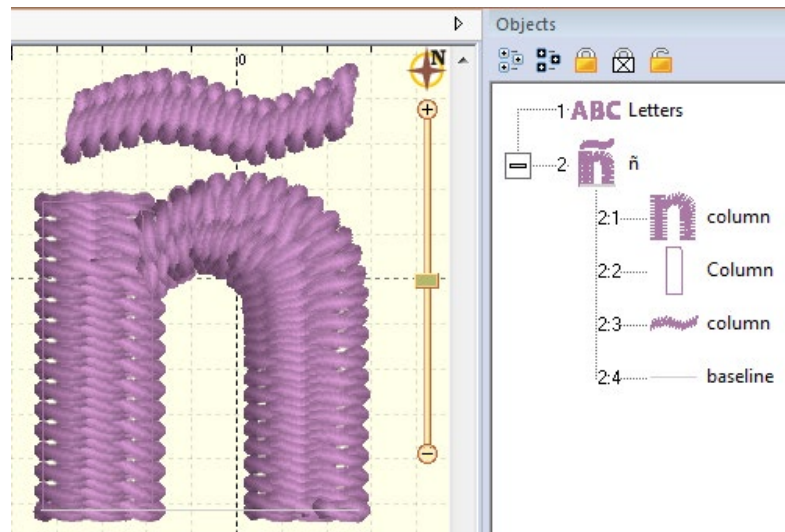 Objects
0
N
1 ABC Letters
2 ñ ñ
2:1 n column
2:2 Column
2:3 column
2:4 baseline
ñ